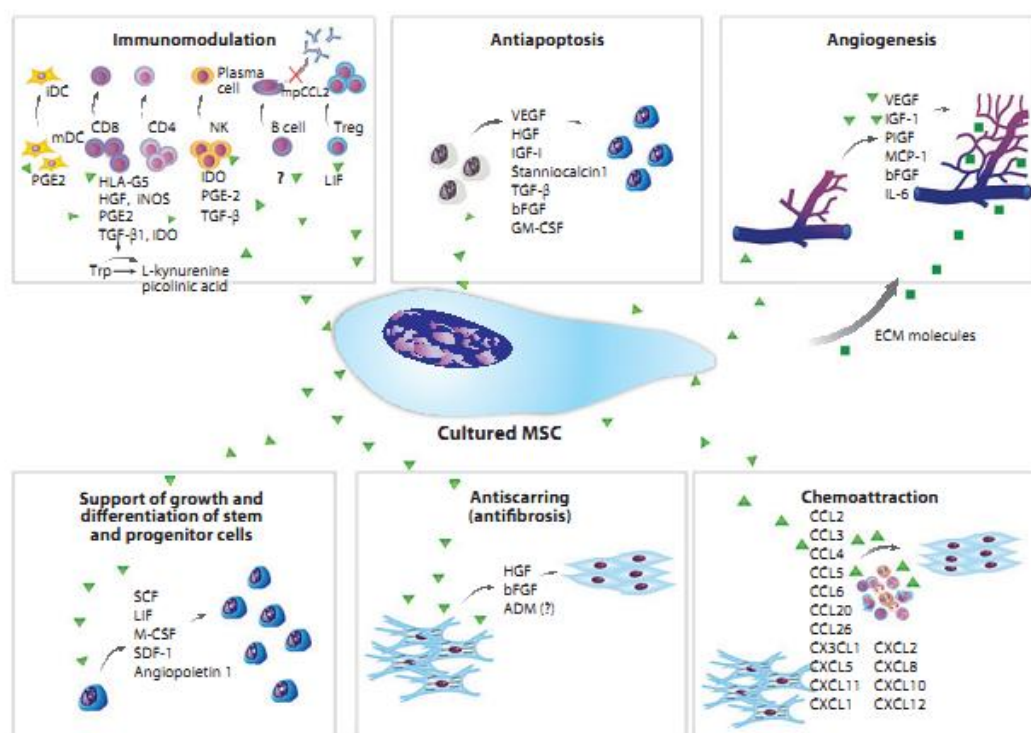 Immunomodulation
iDC
Plasma
cell
mpCCL2
mDC
CD8
CD4
NK
B cell
Treg
PGE2
HLA-G5
HGF, iNOS
PGE2
TGF-β1, IDO
IDO
PGE-2
TGF-β
?
LIF
Trp
L-kynurenine
picolinic acid
Antiapoptosis
VEGF
HGF
IGF-I
Stanniocalcin1
TGF-β
bFGF
GM-CSF
Angiogenesis
VEGF
IGF-1
PIGF
MCP-1
bFGF
IL-6
ECM molecules
Cultured MSC
Support of growth and
differentiation of stem
and progenitor cells
SCF
LIF
M-CSF
SDF-1
Angiopoietin 1
Antiscarring
(antifibrosis)
HGF
bFGF
ADM (?)
Chemoattraction
CCL2
CCL3
CCL4
CCL5
CCL6
CCL20
CCL26
CX3CL1 CXCL2
CXCL5 CXCL8
CXCL11 CXCL10
CXCL1 CXCL12